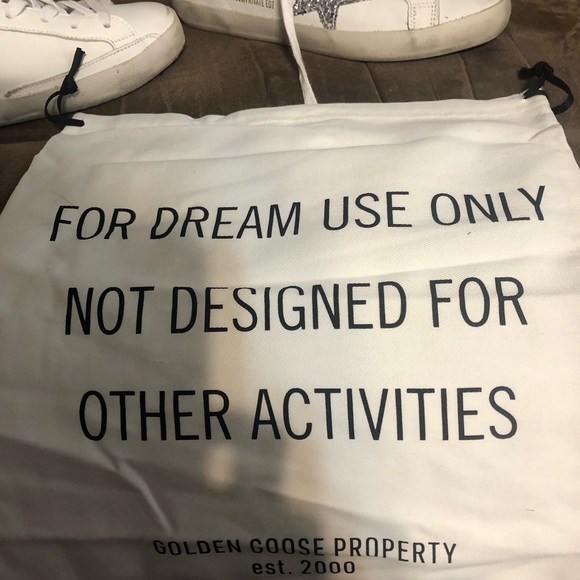 FOR DREAM USE ONLY
NOT DESIGNED FOR
OTHER ACTIVITIES
GOLDEN GOOSE PROPERTY
est. 2000